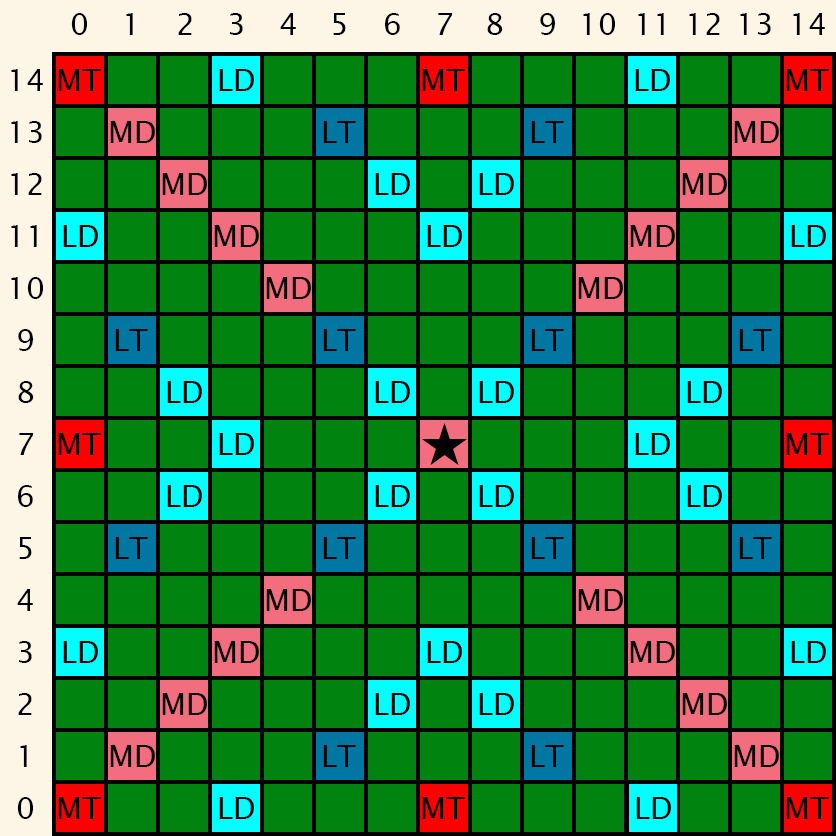 0 1 2 3 4 5 6 7 8 9 10 11 12 13 14
14 MT LD MT LD MT
13 MD LT LT MD
12 MD LD LD MD
11 LD MD LD MD LD
10 MD MD
9 LT LT LT LT
8 LD LD LD LD
7 MT LD LD MT
6 LD LD LD LD
5 LT LT LT LT
4 MD MD
3 LD MD LD MD LD
2 MD LD LD MD
1 MD LT LT MD
0 MT LD MT LD MT